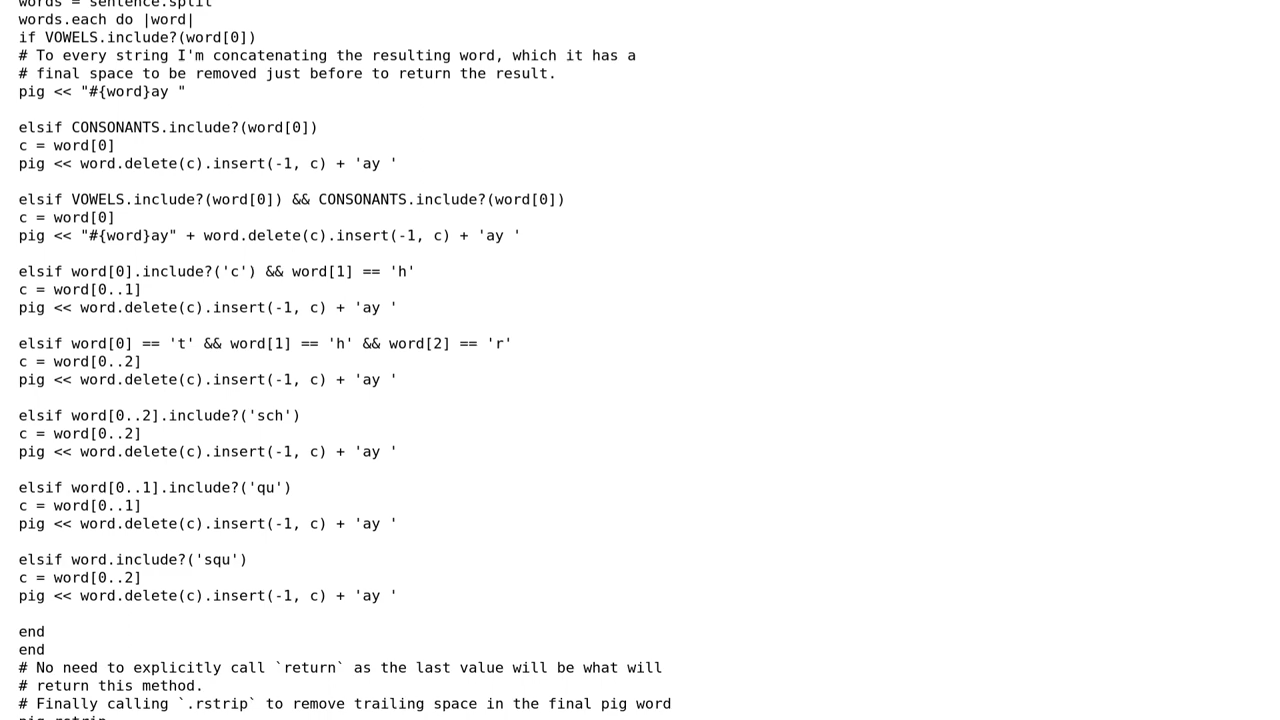 words = sentence.split
words.each do |word|
if VOWELS.include?(word[0])
# To every string I'm concatenating the resulting word, which it has a
# final space to be removed just before to return the result.
pig << "#{word}ay "
elsif CONSONANTS.include?(word[0])
c = word[0]
pig << word.delete(c).insert(-1, c) + 'ay '
elsif VOWELS.include?(word[0]) && CONSONANTS.include?(word[0])
c = word[0]
pig << "#{word}ay" + word.delete(c).insert(-1, c) + 'ay '
elsif word[0].include?('c') && word[1] == 'h'
c = word[0..1]
pig << word.delete(c).insert(-1, c) + 'ay '
elsif word[0] == 't' && word[1] == 'h' && word[2] == 'r'
c = word[0..2]
pig << word.delete(c).insert(-1, c) + 'ay '
elsif word[0..2].include?('sch')
c = word[0..2]
pig << word.delete(c).insert(-1, c) + 'ay '
elsif word[0..1].include?('qu')
c = word[0..1]
pig << word.delete(c).insert(-1, c) + 'ay '
elsif word.include?('squ')
c = word[0..2]
pig << word.delete(c).insert(-1, c) + 'ay '
end
end
# No need to explicitly call `return` as the last value will be what will
# return this method.
# Finally calling `.rstrip` to remove trailing space in the final pig word
pig.rstrip